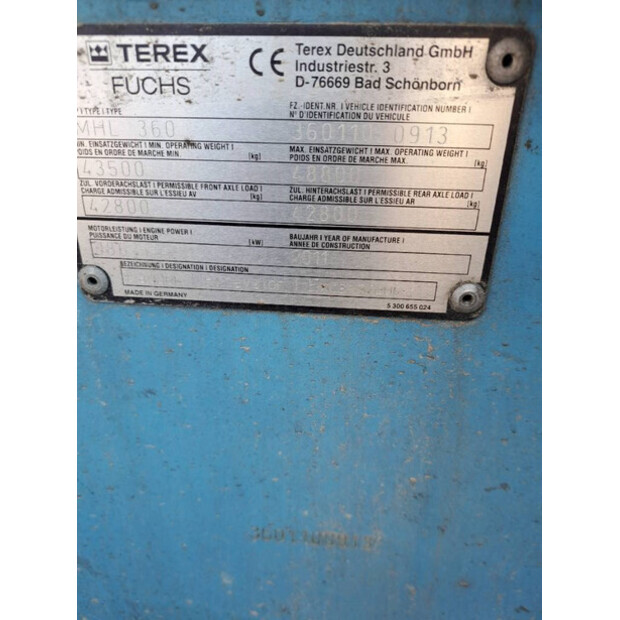 TEREX
FUCHS
CE
Terex Deutschland GmbH
Industriestr. 3
D-76669 Bad Schönborn
TYPE I TYPE
MHL 360
FZ.-IDENT.NR. I VEHICLE IDENTIFICATION NUMBER I
N° D'IDENTIFICATION DU VEHICULE
0913
MIN. EINSATZGEWICHT I MIN. OPERATING WEIGHT I
POIDS EN ORDRE DE MARCHE MIN [kg]
43500
MAX. EINSATZGEWICHT I MAX. OPERATING WEIGHT I
POIDS EN ORDRE DE MARCHE MAX. [kg]
48800
ZUL. VORDERACHSLAST I PERMISSIBLE FRONT AXLE LOAD I
CHARGE ADMISSIBLE SUR L'ESSIEU AV [kg]
42800
ZUL. HINTERACHSLAST I PERMISSIBLE REAR AXLE LOAD I
CHARGE ADMISSIBLE SUR L'ESSIEU AR [kg]
42800
MOTORLEISTUNG I ENGINE POWER I
PUISSANCE DU MOTEUR [kW]
BAUJAHR I YEAR OF MANUFACTURE I
ANNEE DE CONSTRUCTION
BEZEICHNUNG I DESIGNATION I DESIGNATION
MADE IN GERMANY
5 300 655 024